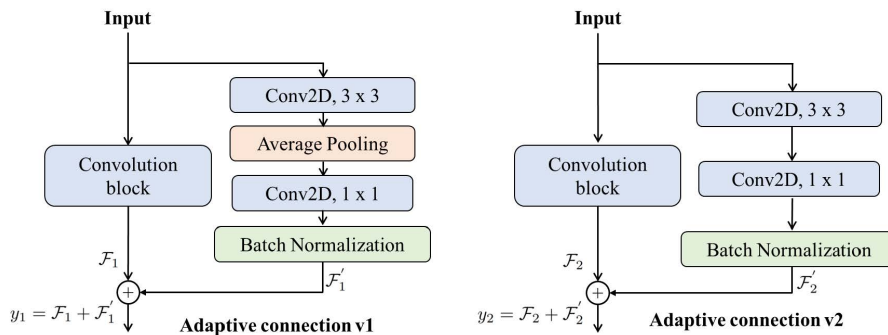 Input
Conv2D, 3 x 3
Average Pooling
Convolution
block
Conv2D, 1 x 1
Batch Normalization
ℱ₁
ℱ₁′
+
y₁ = ℱ₁ + ℱ₁′
Adaptive connection v1
Input
Conv2D, 3 x 3
Convolution
block
Conv2D, 1 x 1
Batch Normalization
ℱ₂
ℱ₂′
+
y₂ = ℱ₂ + ℱ₂′
Adaptive connection v2